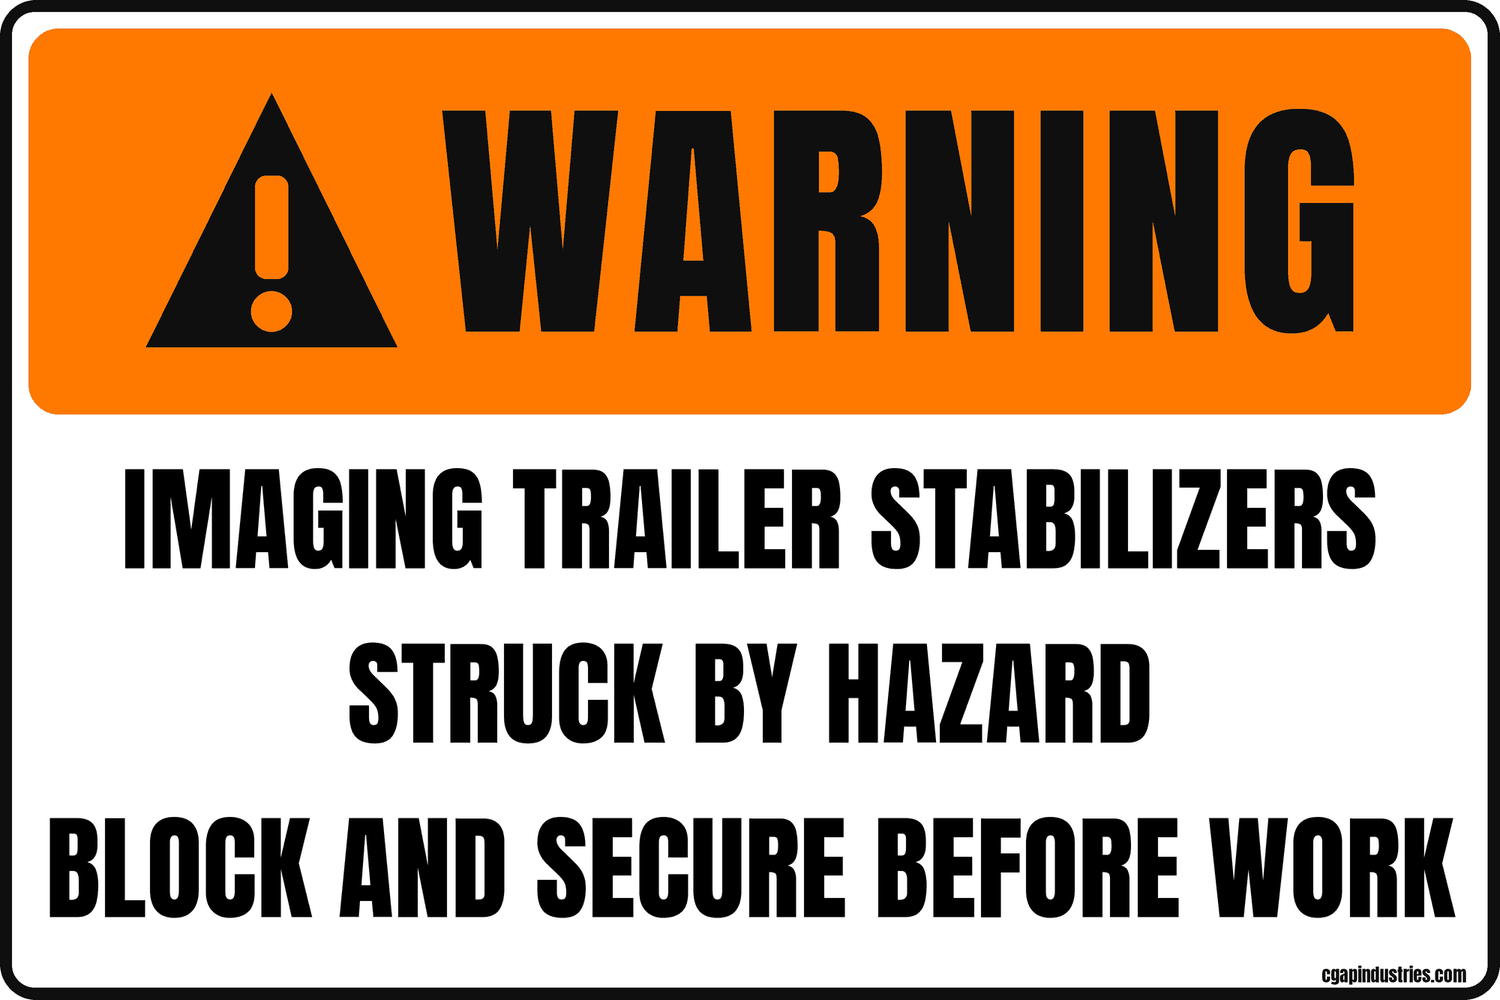 WARNING
IMAGING TRAILER STABILIZERS
STRUCK BY HAZARD
BLOCK AND SECURE BEFORE WORK
cgapindustries.com